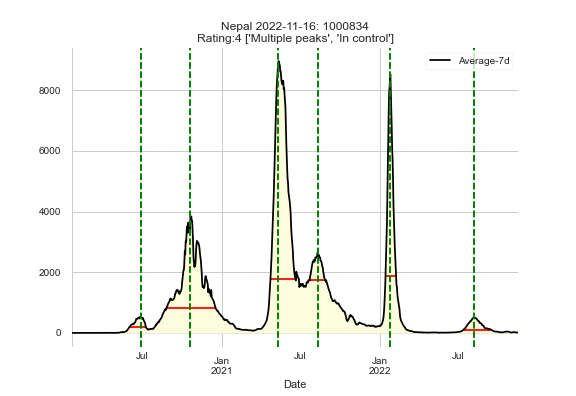 Nepal 2022-11-16: 1000834
Rating:4 ['Multiple peaks', 'In control']
Average-7d
8000
6000
4000
2000
0
Jul
Jan
2021
Jul
Jan
2022
Jul
Date